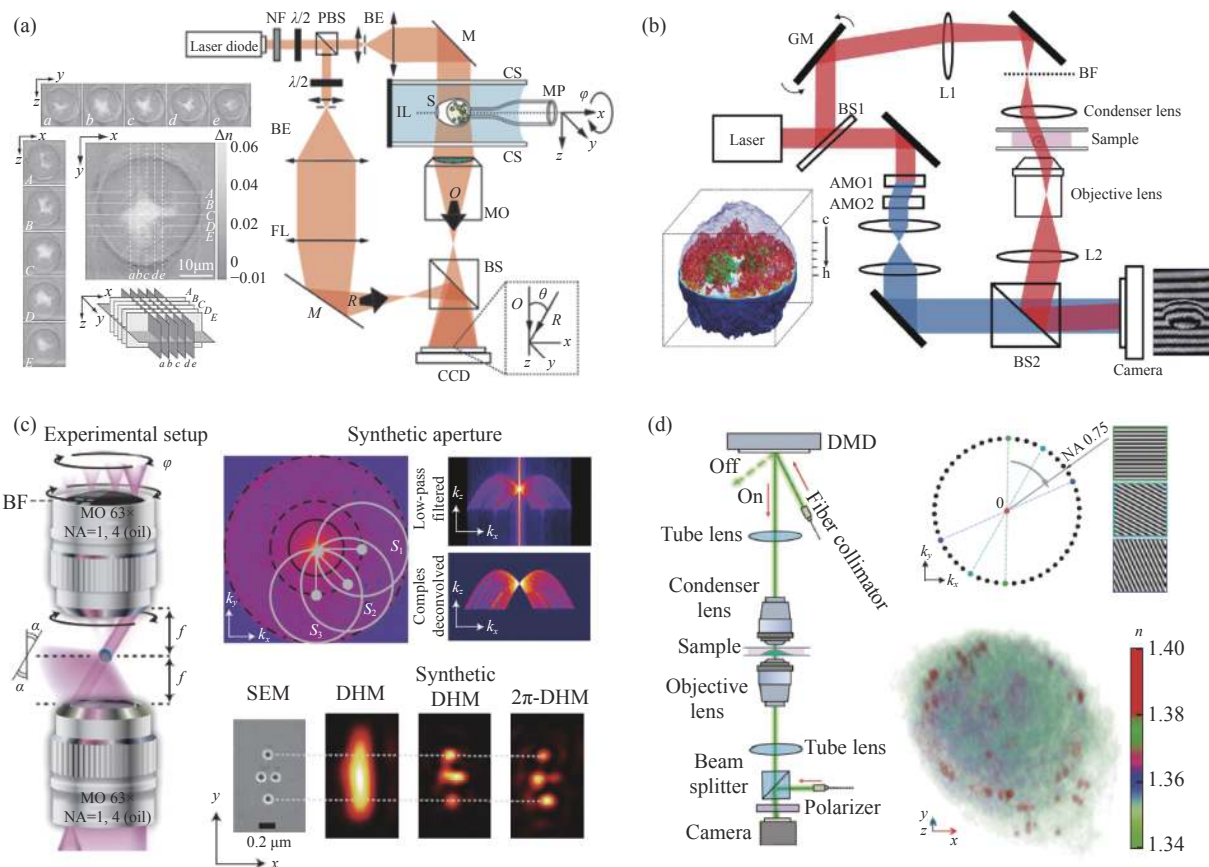 (a)
Laser diode
NF
λ/2
PBS
BE
M
λ/2
CS
IL
S
MP
φ
x
y
z
CS
BE
O
MO
FL
BS
M
R
CCD
O
θ
R
x
y
z
y
z
a
b
c
d
e
x
z
A
B
C
D
E
x
y
Δn
0.06
0.04
0.02
0
−0.01
A
B
C
D
E
abc de
10μm
x
y
z
A
B
C
D
E
a b c d e
(b)
GM
L1
BF
Condenser lens
Sample
BS1
Laser
AMO1
AMO2
Objective lens
c
h
L2
BS2
Camera
(c)
Experimental setup
φ
BF
MO 63×
NA=1, 4 (oil)
f
α
α
f
MO 63×
NA=1, 4 (oil)
Synthetic aperture
S1
S2
S3
ky
kx
Low-pass
filtered
kz
kx
Comples
deconvolved
kz
kx
SEM
DHM
Synthetic
DHM
2π-DHM
0.2 μm
y
x
(d)
DMD
Off
On
Fiber collimator
Tube lens
Condenser
lens
Sample
Objective
lens
Tube lens
Beam
splitter
Polarizer
Camera
NA 0.75
0
ky
kx
n
1.40
1.38
1.36
1.34
y
z
x